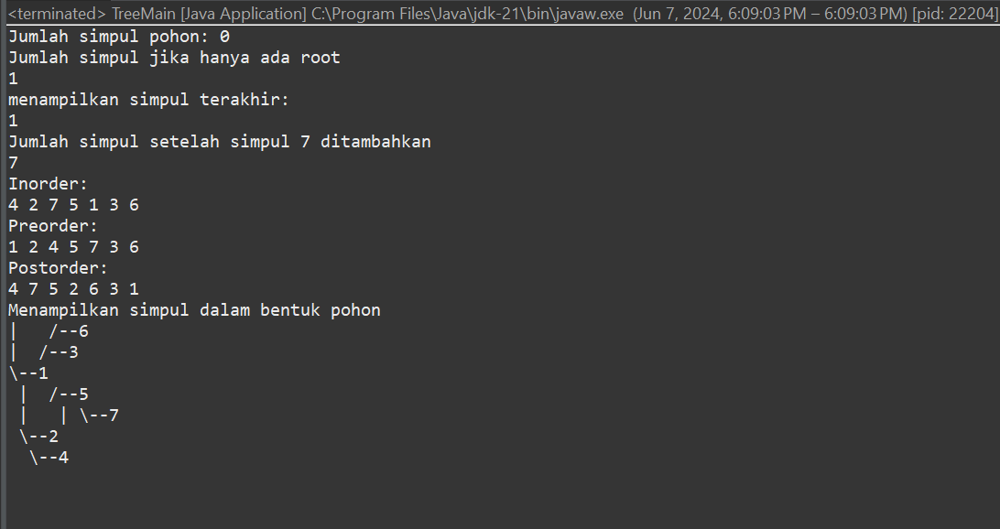 <terminated> TreeMain [Java Application] C:\Program Files\Java\jdk-21\bin\javaw.exe (Jun 7, 2024, 6:09:03 PM – 6:09:03 PM) [pid: 22204]
Jumlah simpul pohon: 0
Jumlah simpul jika hanya ada root
1
menampilkan simpul terakhir:
1
Jumlah simpul setelah simpul 7 ditambahkan
7
Inorder:
4 2 7 5 1 3 6
Preorder:
1 2 4 5 7 3 6
Postorder:
4 7 5 2 6 3 1
Menampilkan simpul dalam bentuk pohon
|   /--6
|  /--3
\--1
 |  /--5
 |   | \--7
 \--2
  \--4